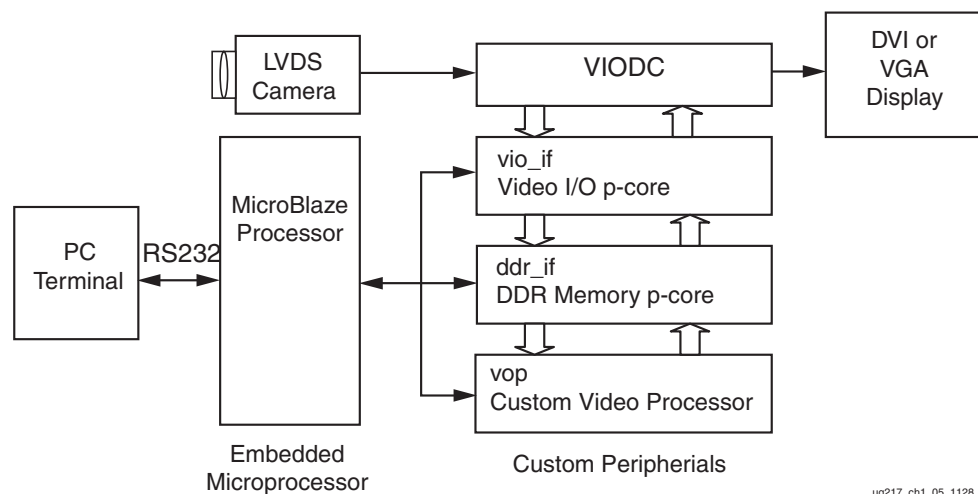 LVDS
Camera
VIODC
DVI or
VGA
Display
vio_if
Video I/O p-core
MicroBlaze
Processor
PC
Terminal
RS232
ddr_if
DDR Memory p-core
vop
Custom Video Processor
Embedded
Microprocessor
Custom Peripherials
ug217_ch1_05_1128